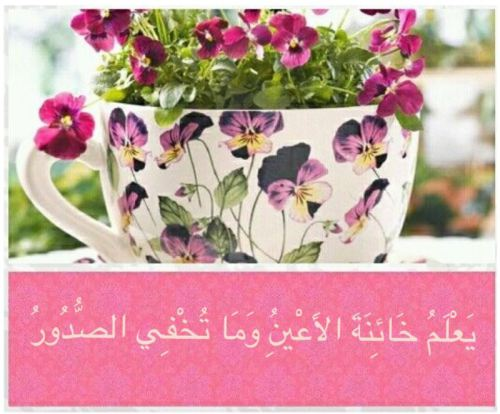 يَعْلَمُ خَائِنَةَ الأَعْيُنِ وَمَا تُخْفِي الصُّدُورُ